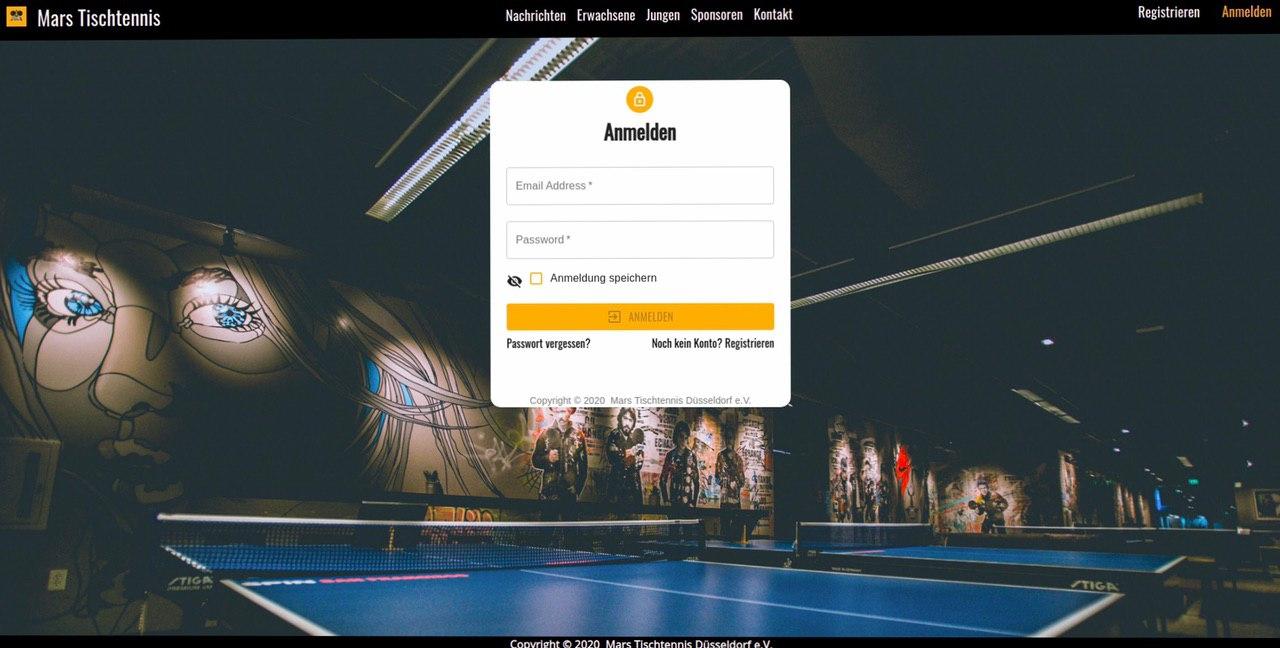 Mars Tischtennis
Nachrichten Erwachsene Jungen Sponsoren Kontakt
Registrieren Anmelden
Anmelden
Email Address *
Password *
Anmeldung speichern
ANMELDEN
Passwort vergessen? Noch kein Konto? Registrieren
Copyright © 2020 Mars Tischtennis Düsseldorf e.V.
STIGA
STIGA
Copyright © 2020 Mars Tischtennis Düsseldorf e.V.